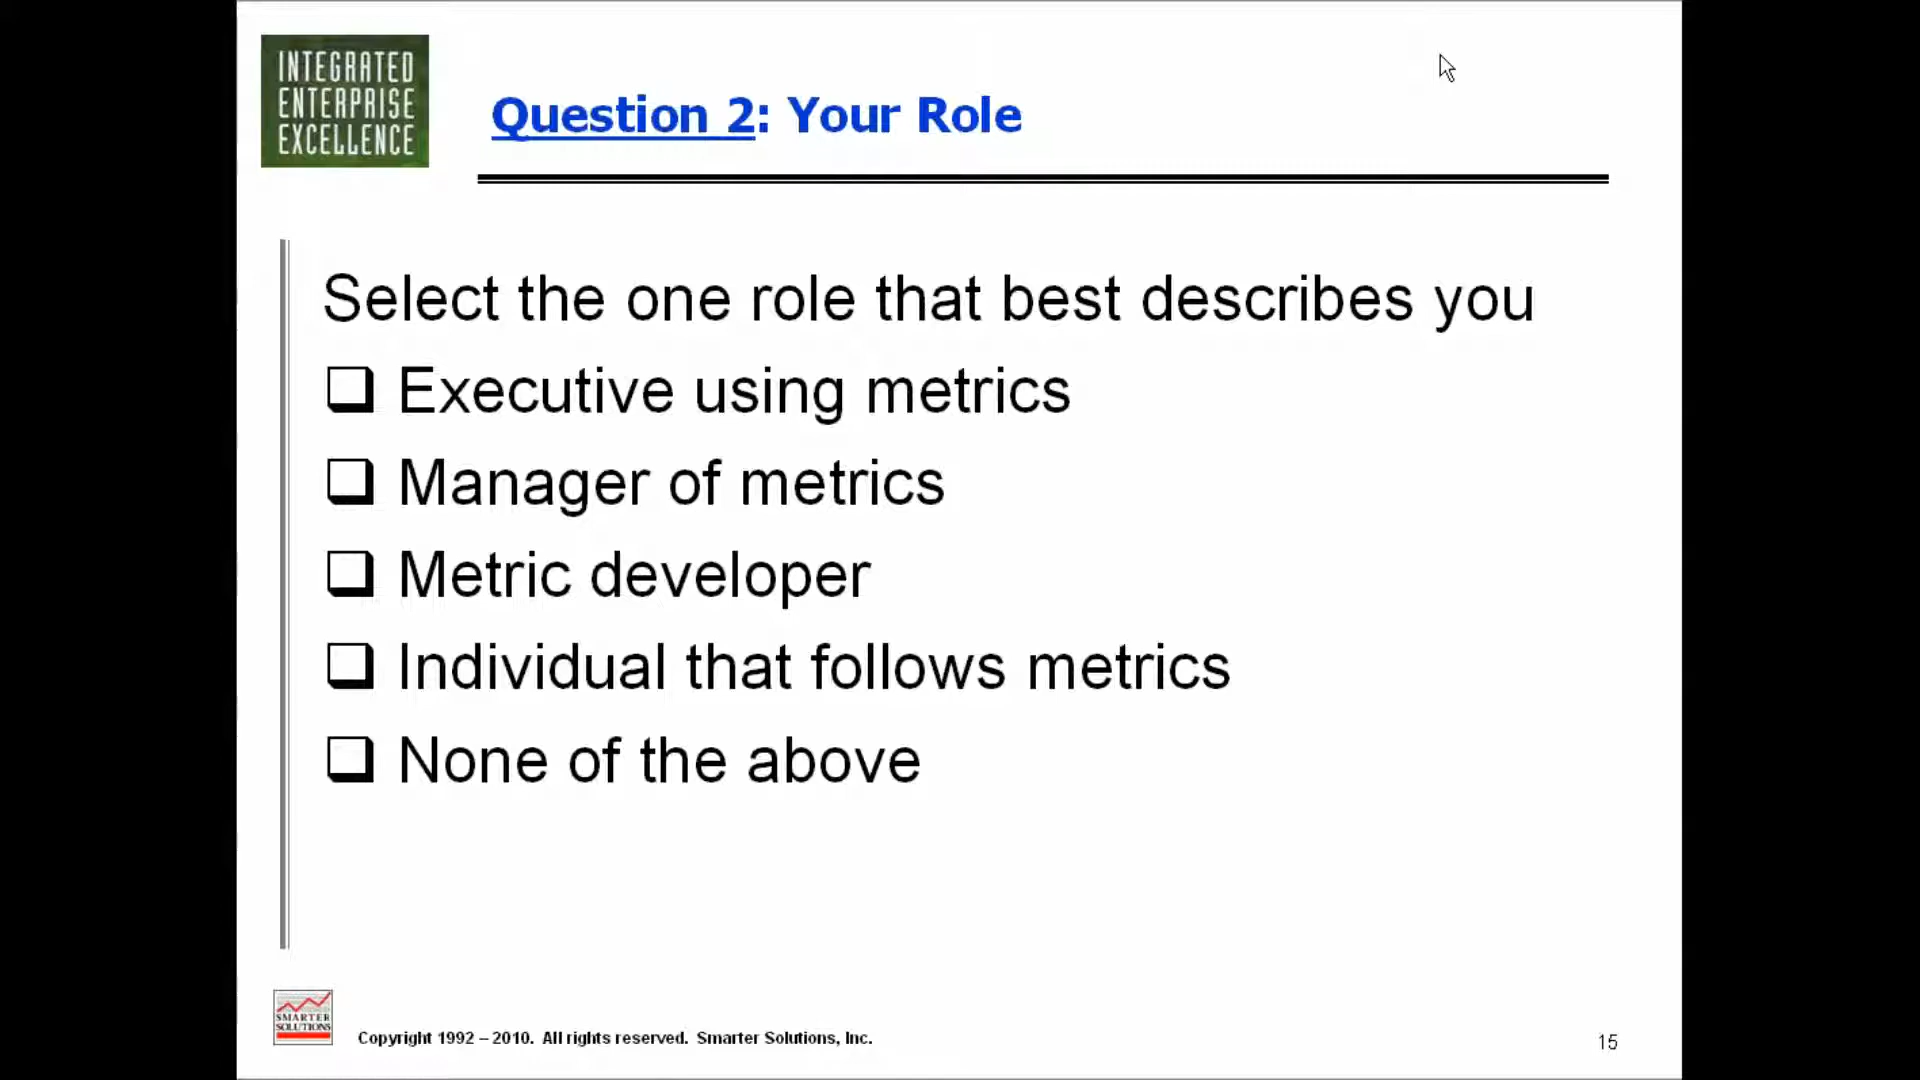 INTEGRATED
ENTERPRISE
EXCELLENCE
Question 2: Your Role
Select the one role that best describes you
Executive using metrics
Manager of metrics
Metric developer
Individual that follows metrics
None of the above
SMARTER
SOLUTIONS
Copyright 1992 – 2010. All rights reserved. Smarter Solutions, Inc.
15